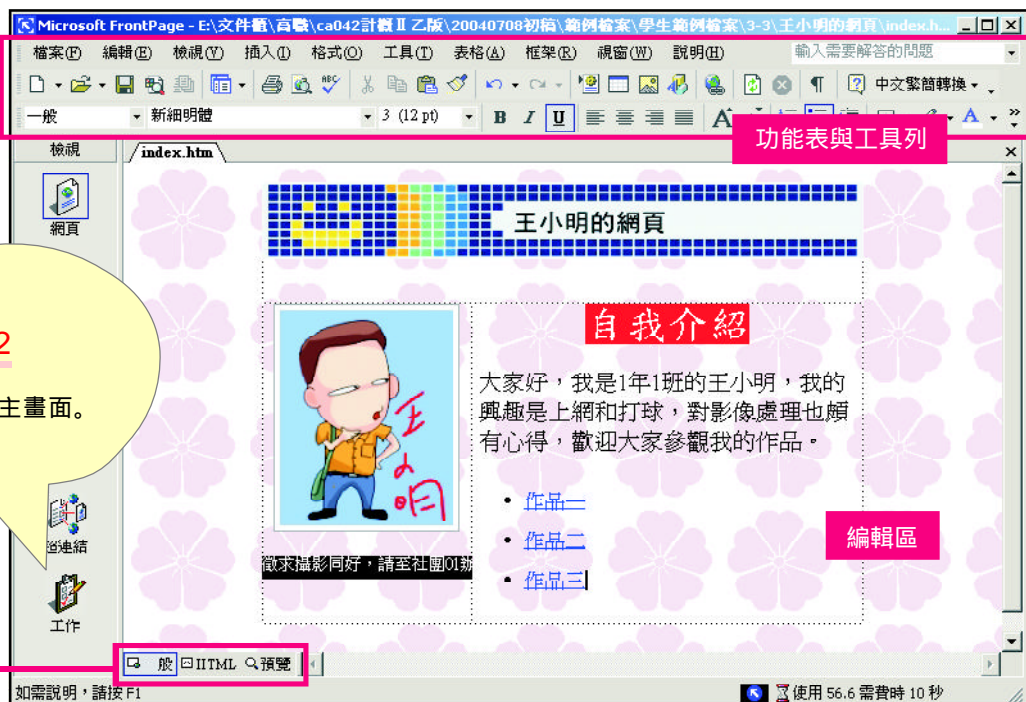 Microsoft FrontPage - E:\文件櫃\高職\ca042計概Ⅱ乙版\20040708初稿\範例檔案\學生範例檔案\3-3\王小明的網頁\index.h...
檔案(F) 編輯(E) 檢視(V) 插入(I) 格式(O) 工具(T) 表格(A) 框架(R) 視窗(W) 說明(H) 輸入需要解答的問題
中文繁簡轉換
一般 新細明體 3 (12 pt) B I U A A
功能表與工具列
檢視 index.htm
網頁
王小明的網頁
自我介紹
2
主畫面。
大家好，我是1年1班的王小明，我的
興趣是上網和打球，對影像處理也頗
有心得，歡迎大家參觀我的作品。
王小明
• 作品一
• 作品二
• 作品三
編輯區
超連結
徵求攝影同好，請至社團01辦
工作
一般 HTML 預覽
如需說明，請按 F1 使用 56.6 需費時 10 秒